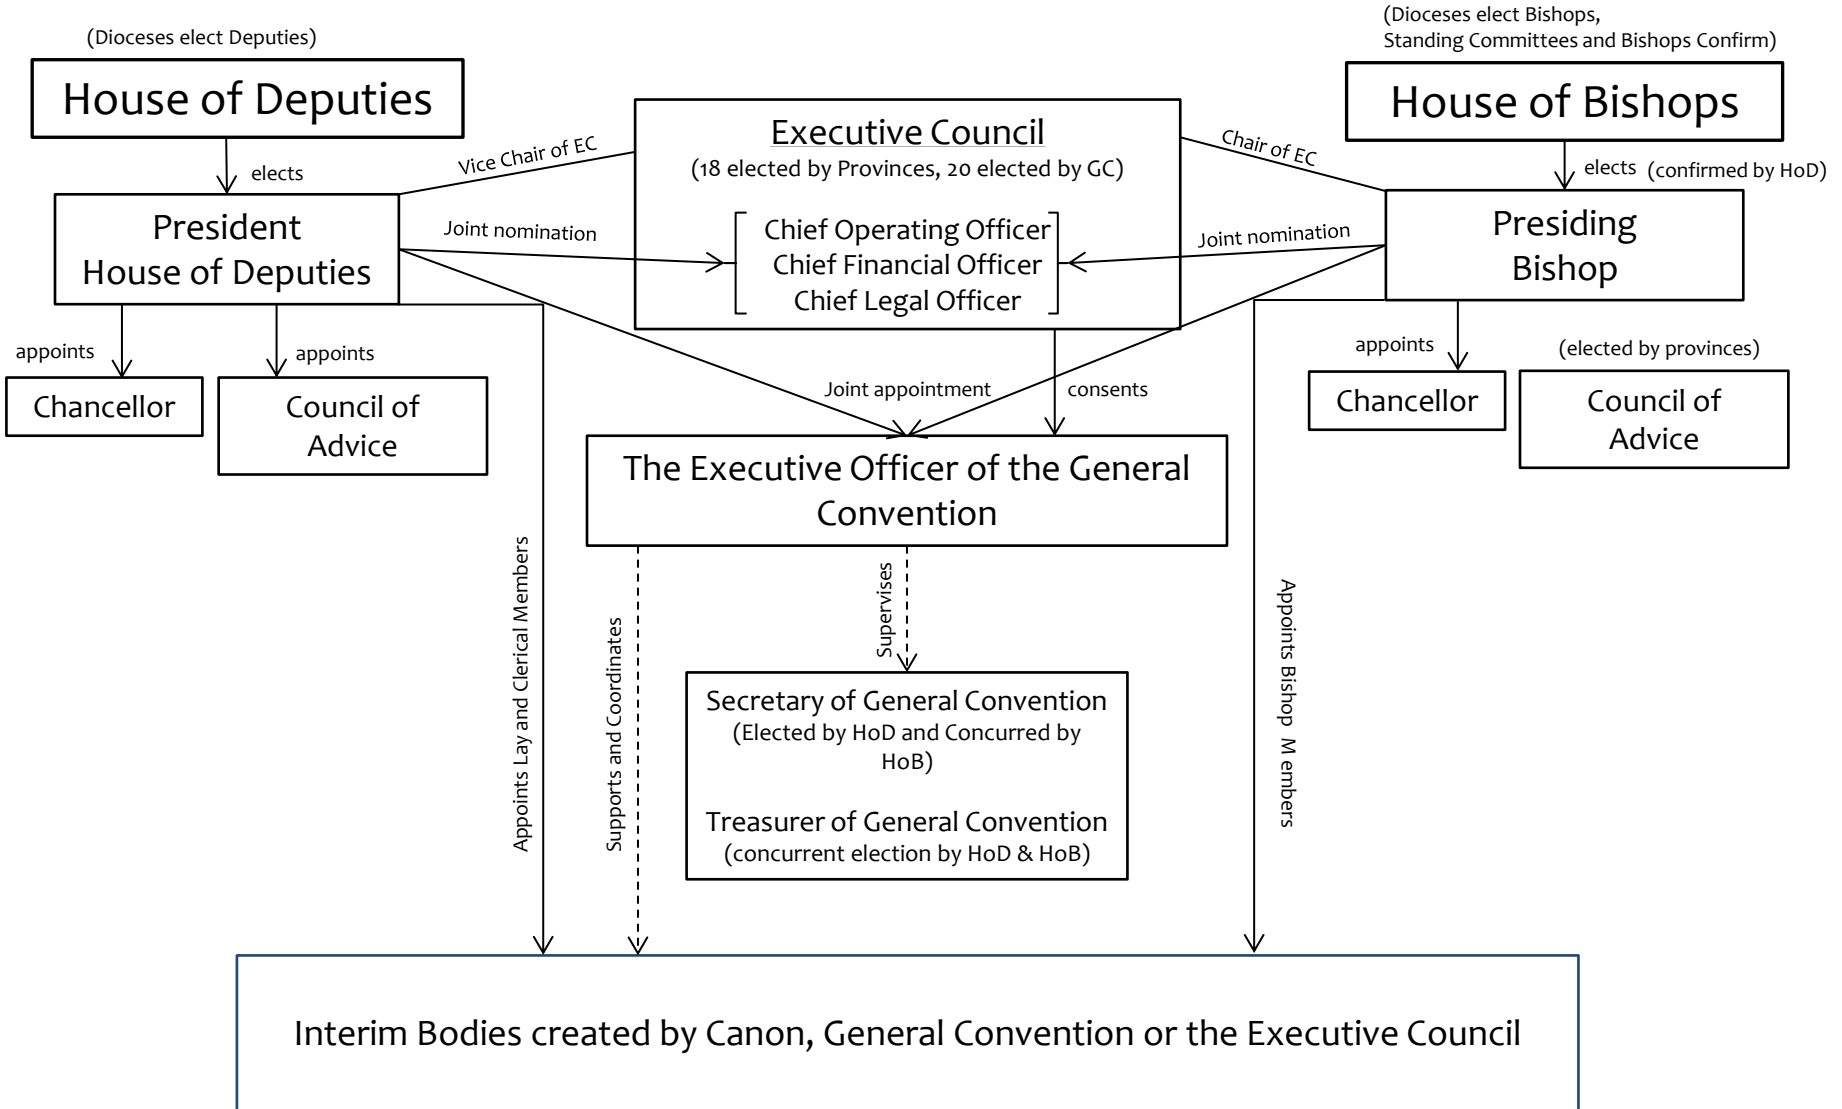 (Dioceses elect Deputies)
House of Deputies
elects
President
House of Deputies
appoints
appoints
Chancellor
Council of
Advice
Vice Chair of EC
Joint nomination
Executive Council
(18 elected by Provinces, 20 elected by GC)
Chief Operating Officer
Chief Financial Officer
Chief Legal Officer
Chair of EC
Joint nomination
(Dioceses elect Bishops,
Standing Committees and Bishops Confirm)
House of Bishops
elects (confirmed by HoD)
Presiding
Bishop
appoints
(elected by provinces)
Chancellor
Council of
Advice
Joint appointment
consents
The Executive Officer of the General
Convention
Appoints Lay and Clerical Members
Supports and Coordinates
Supervises
Appoints Bishop M embers
Secretary of General Convention
(Elected by HoD and Concurred by
HoB)
Treasurer of General Convention
(concurrent election by HoD & HoB)
Interim Bodies created by Canon, General Convention or the Executive Council